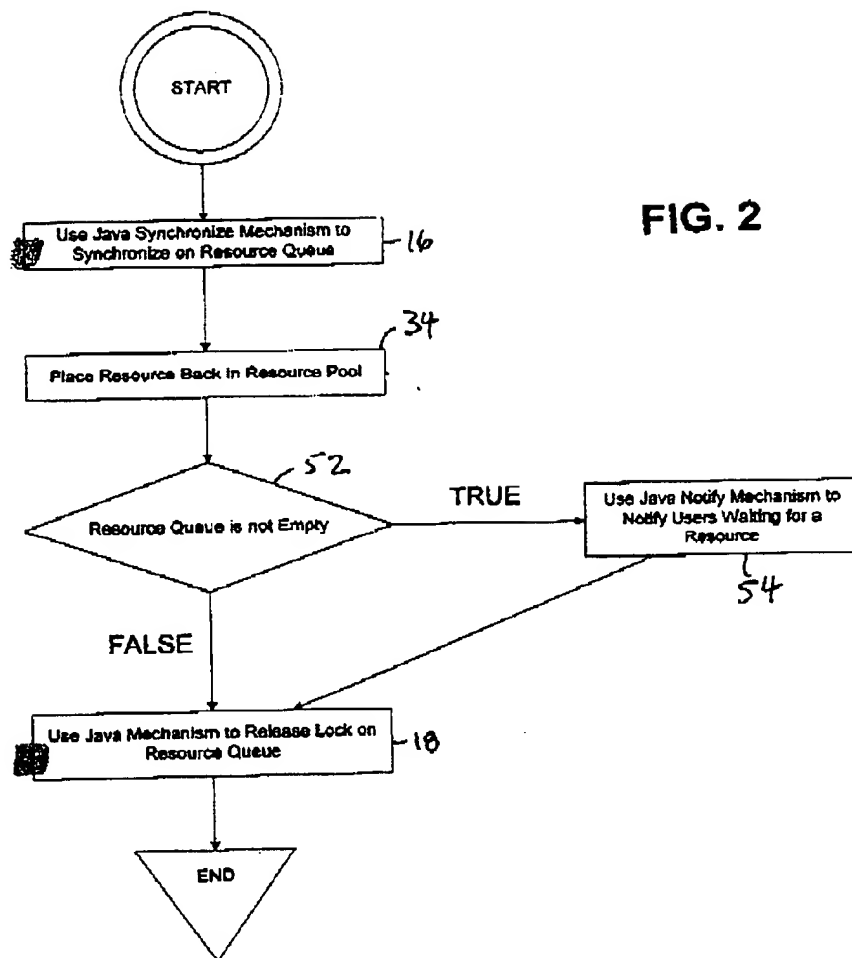 START
FIG. 2
Use Java Synchronize Mechanism to
Synchronize on Resource Queue
16
34
Place Resource Back in Resource Pool
52
Resource Queue is not Empty
TRUE
Use Java Notify Mechanism to
Notify Users Waiting for a
Resource
54
FALSE
Use Java Mechanism to Release Lock on
Resource Queue
18
END